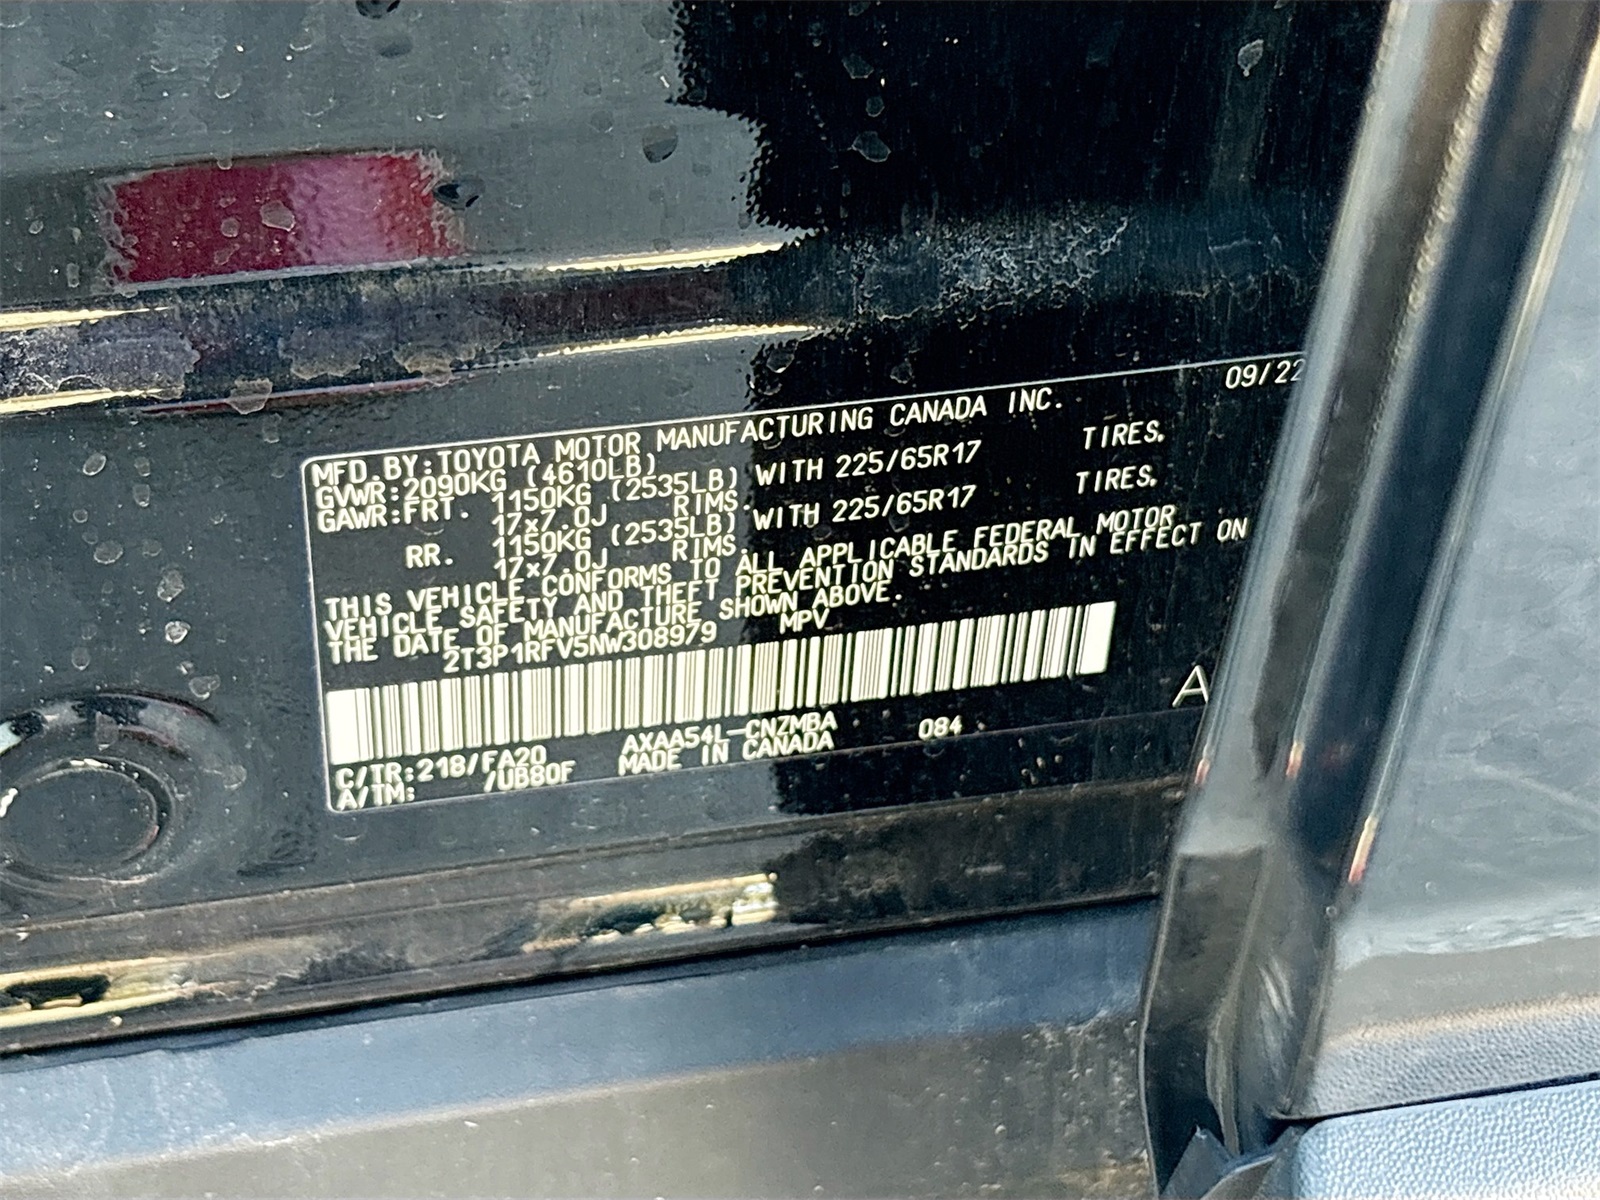 09/22
MFD.BY:TOYOTA MOTOR MANUFACTURING CANADA INC.
GVWR:2090KG (4610LB)
GAWR:FRT. 1150KG (2535LB) WITH 225/65R17 TIRES.
17x7.0J RIMS.
RR. 1150KG (2535LB) WITH 225/65R17 TIRES.
17x7.0J RIMS.
THIS VEHICLE CONFORMS TO ALL APPLICABLE FEDERAL MOTOR
VEHICLE SAFETY AND THEFT PREVENTION STANDARDS IN EFFECT ON
THE DATE OF MANUFACTURE SHOWN ABOVE.
2T3P1RFV5NW308979 MPV
A
C/TR:218/FA20 AXAA54L-CNZMBA 084
A/TM: /UB80F MADE IN CANADA